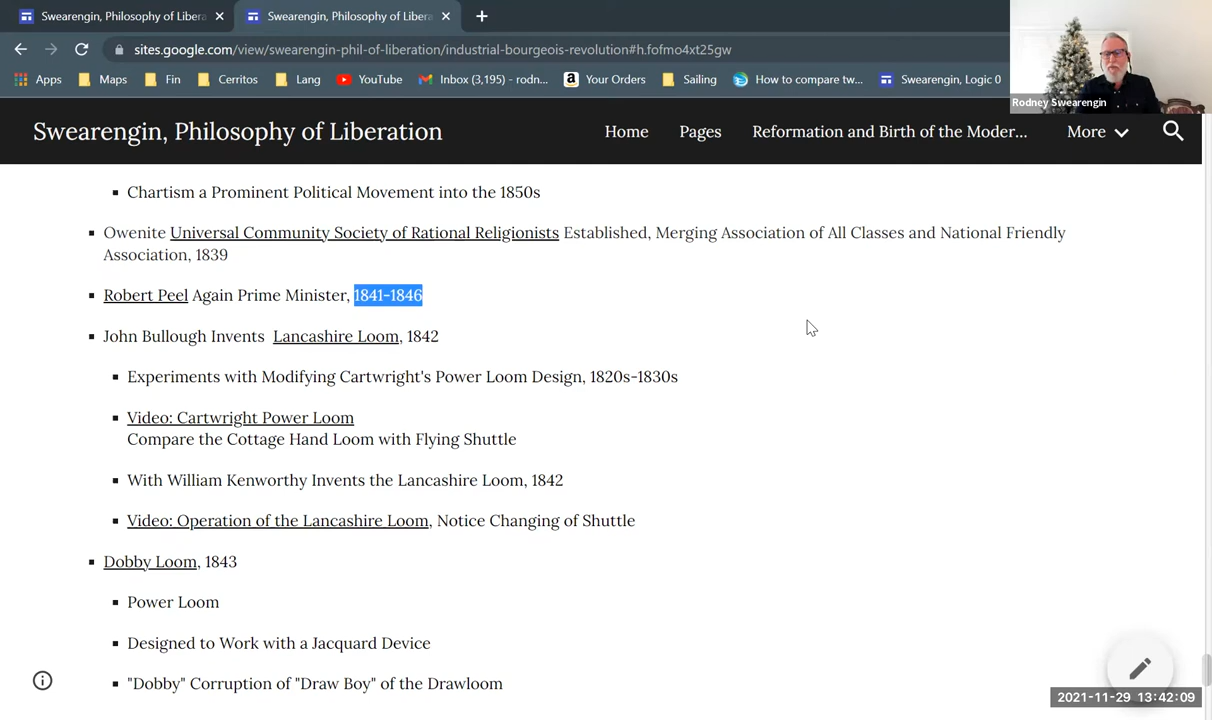 Swearengin, Philosophy of Libera
Swearengin, Philosophy of Libera
sites.google.com/view/swearengin-phil-of-liberation/industrial-bourgeois-revolution#h.fofmo4xt25gw
Apps Maps Fin Cerritos Lang YouTube Inbox (3,195) - rodn... Your Orders Sailing How to compare tw... Swearengin, Logic 0
Rodney Swearengin
Swearengin, Philosophy of Liberation
Home Pages Reformation and Birth of the Moder... More
Chartism a Prominent Political Movement into the 1850s
Owenite Universal Community Society of Rational Religionists Established, Merging Association of All Classes and National Friendly
Association, 1839
Robert Peel Again Prime Minister, 1841-1846
John Bullough Invents Lancashire Loom, 1842
Experiments with Modifying Cartwright's Power Loom Design, 1820s-1830s
Video: Cartwright Power Loom
Compare the Cottage Hand Loom with Flying Shuttle
With William Kenworthy Invents the Lancashire Loom, 1842
Video: Operation of the Lancashire Loom, Notice Changing of Shuttle
Dobby Loom, 1843
Power Loom
Designed to Work with a Jacquard Device
"Dobby" Corruption of "Draw Boy" of the Drawloom
2021-11-29 13:42:09